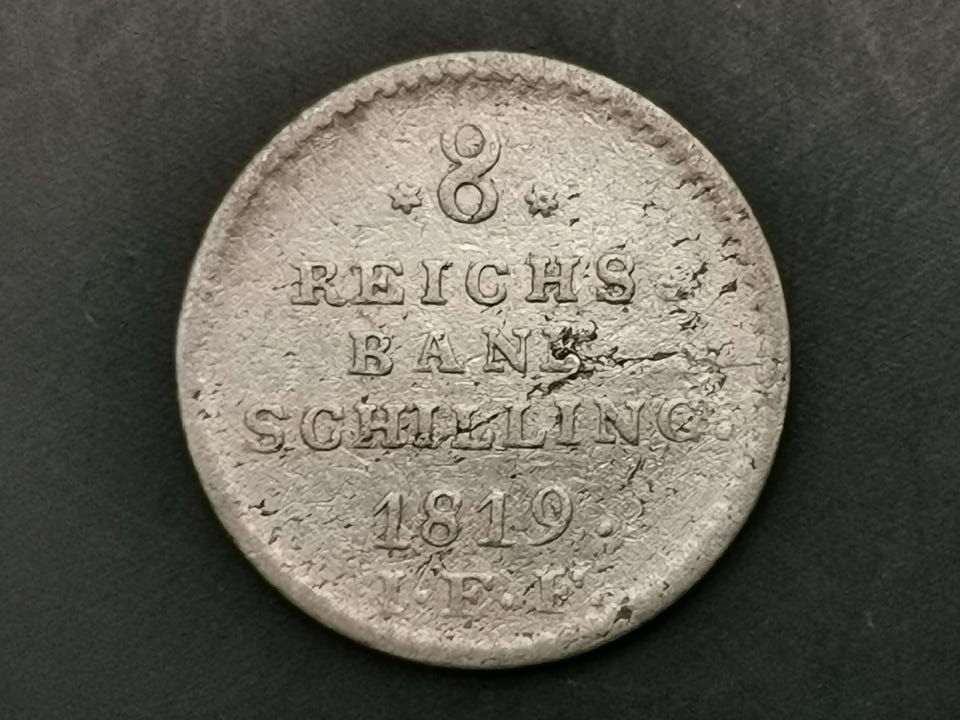 * 8 *
REICHS
BANK
SCHILLING.
1819.
I.F.F.